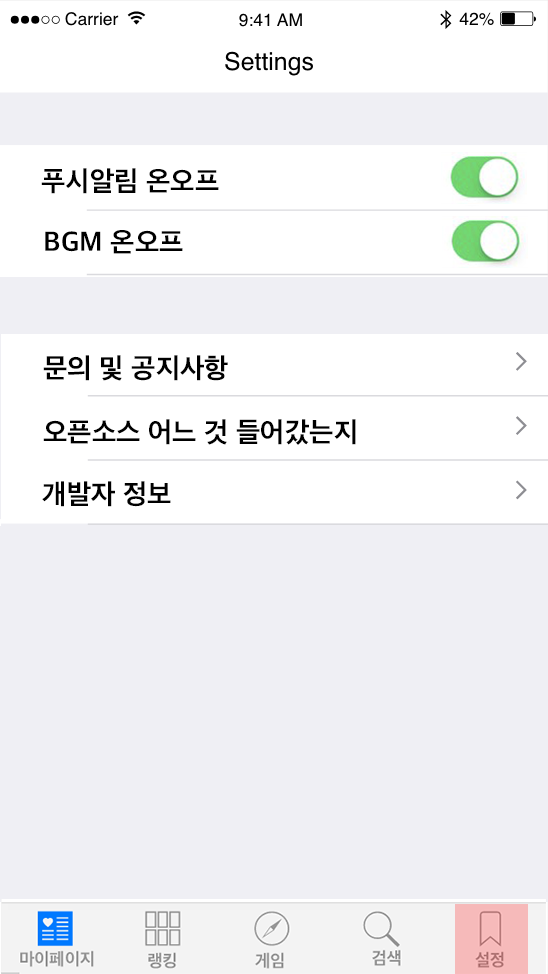 Carrier 9:41 AM 42%
Settings
푸시알림 온오프
BGM 온오프
문의 및 공지사항
오픈소스 어느 것 들어갔는지
개발자 정보
마이페이지 랭킹 게임 검색 설정